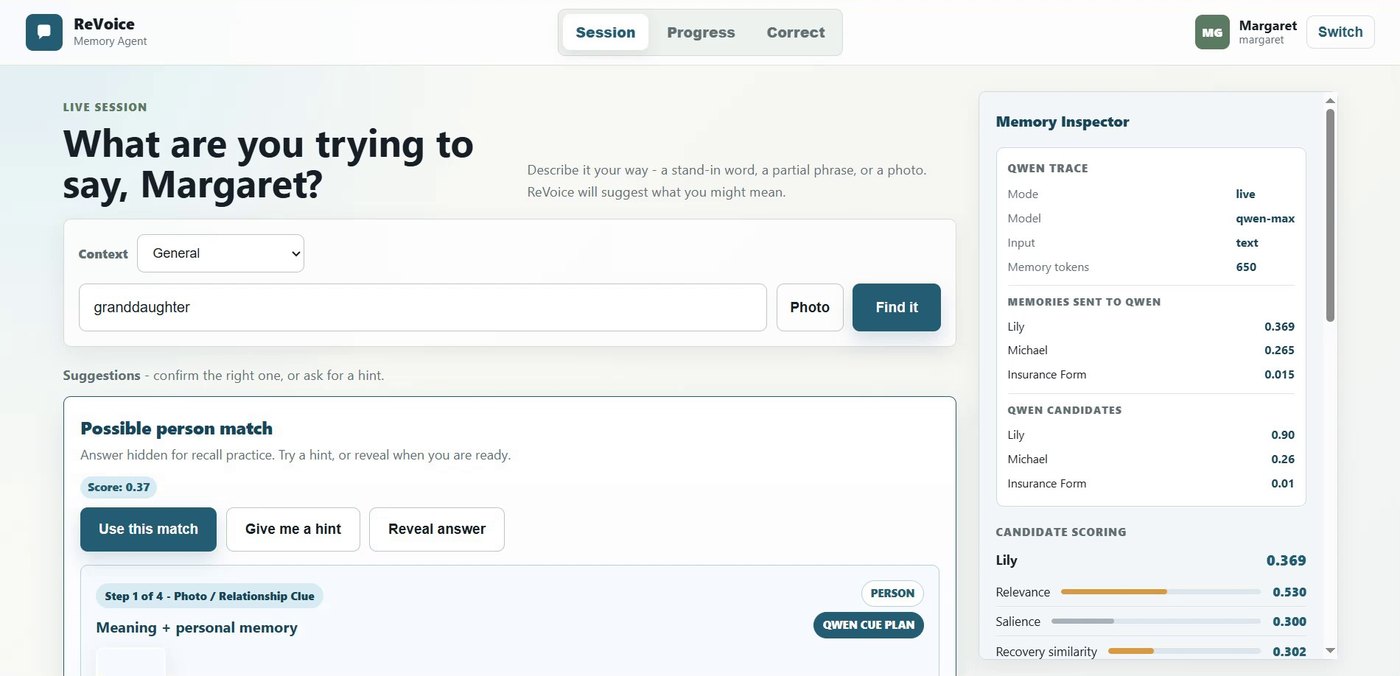 ReVoice
Memory Agent
Session Progress Correct
MG
Margaret
margaret
Switch
LIVE SESSION
What are you trying to
say, Margaret?
Describe it your way - a stand-in word, a partial phrase, or a photo.
ReVoice will suggest what you might mean.
Context General
granddaughter
Photo
Find it
Suggestions - confirm the right one, or ask for a hint.
Possible person match
Answer hidden for recall practice. Try a hint, or reveal when you are ready.
Score: 0.37
Use this match
Give me a hint
Reveal answer
Step 1 of 4 - Photo / Relationship Clue
PERSON
Meaning + personal memory
QWEN CUE PLAN
Memory Inspector
QWEN TRACE
Mode live
Model qwen-max
Input text
Memory tokens 650
MEMORIES SENT TO QWEN
Lily 0.369
Michael 0.265
Insurance Form 0.015
QWEN CANDIDATES
Lily 0.90
Michael 0.26
Insurance Form 0.01
CANDIDATE SCORING
Lily 0.369
Relevance 0.530
Salience 0.300
Recovery similarity 0.302